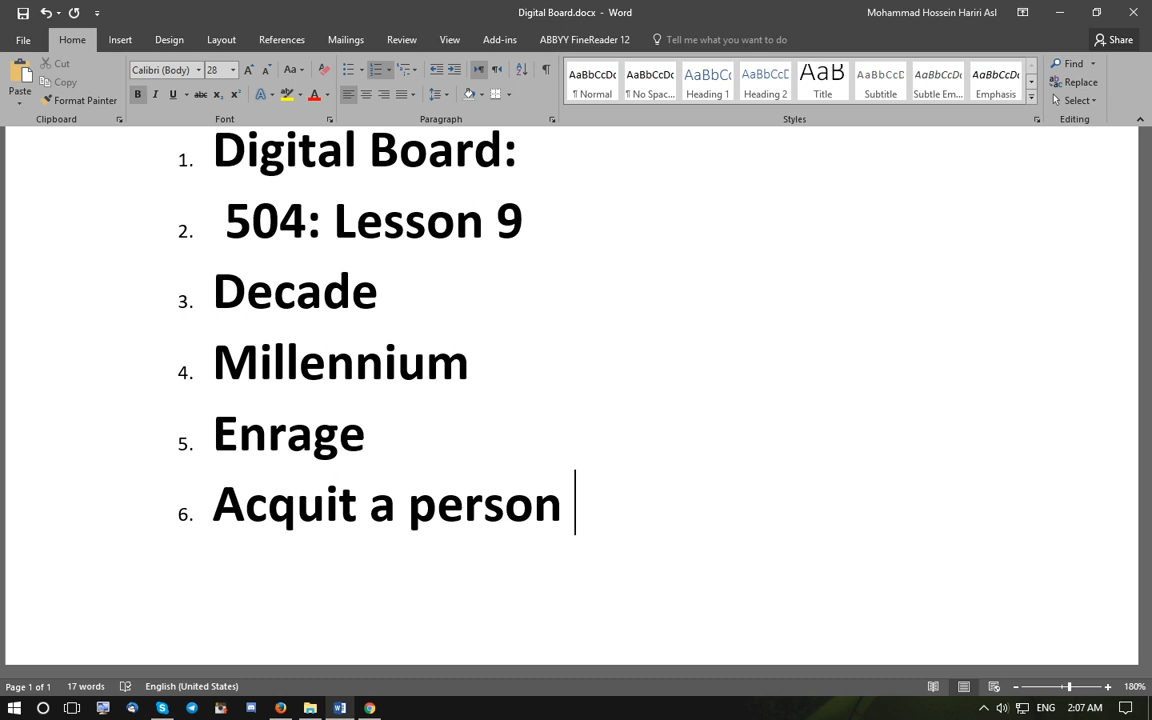 Digital Board.docx - Word
Mohammad Hossein Hariri Asl
File Home Insert Design Layout References Mailings Review View Add-ins ABBYY FineReader 12 Tell me what you want to do Share
Paste
Cut
Copy
Format Painter
Clipboard
Calibri (Body) 28
Font
Paragraph
AaBbCcDc ¶ Normal
AaBbCcDc ¶ No Spac...
AaBbCc Heading 1
AaBbCcD Heading 2
AaB Title
AaBbCcD Subtitle
AaBbCcDc Subtle Em...
AaBbCcDc Emphasis
Styles
Find
Replace
Select
Editing
1. Digital Board:
2. 504: Lesson 9
3. Decade
4. Millennium
5. Enrage
6. Acquit a person
Page 1 of 1 17 words English (United States) 180%
ENG 2:07 AM